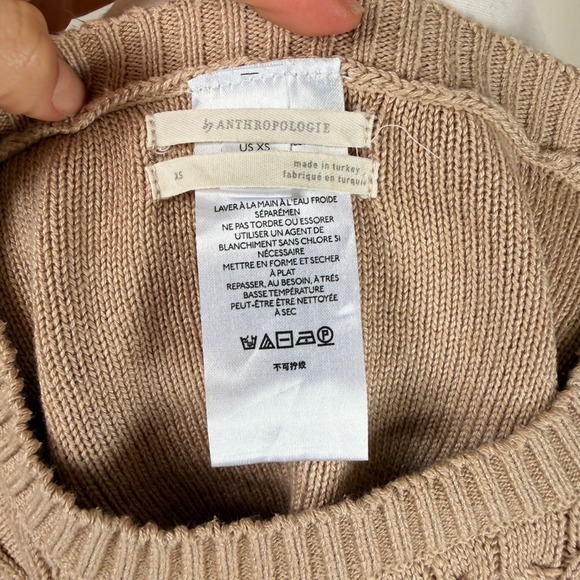 by ANTHROPOLOGIE
US XS
XS
made in turkey
fabriqué en turquie
LAVER À LA MAIN À L'EAU FROIDE
SÉPARÉMEN
NE PAS TORDRE OU ESSORER
UTILISER UN AGENT DE
BLANCHIMENT SANS CHLORE SI
NÉCESSAIRE
METTRE EN FORME ET SECHER
À PLAT
REPASSER, AU BESOIN, À TRÈS
BASSE TEMPÉRATURE
PEUT-ÊTRE ÊTRE NETTOYÉE
À SEC
P
不可拧绞